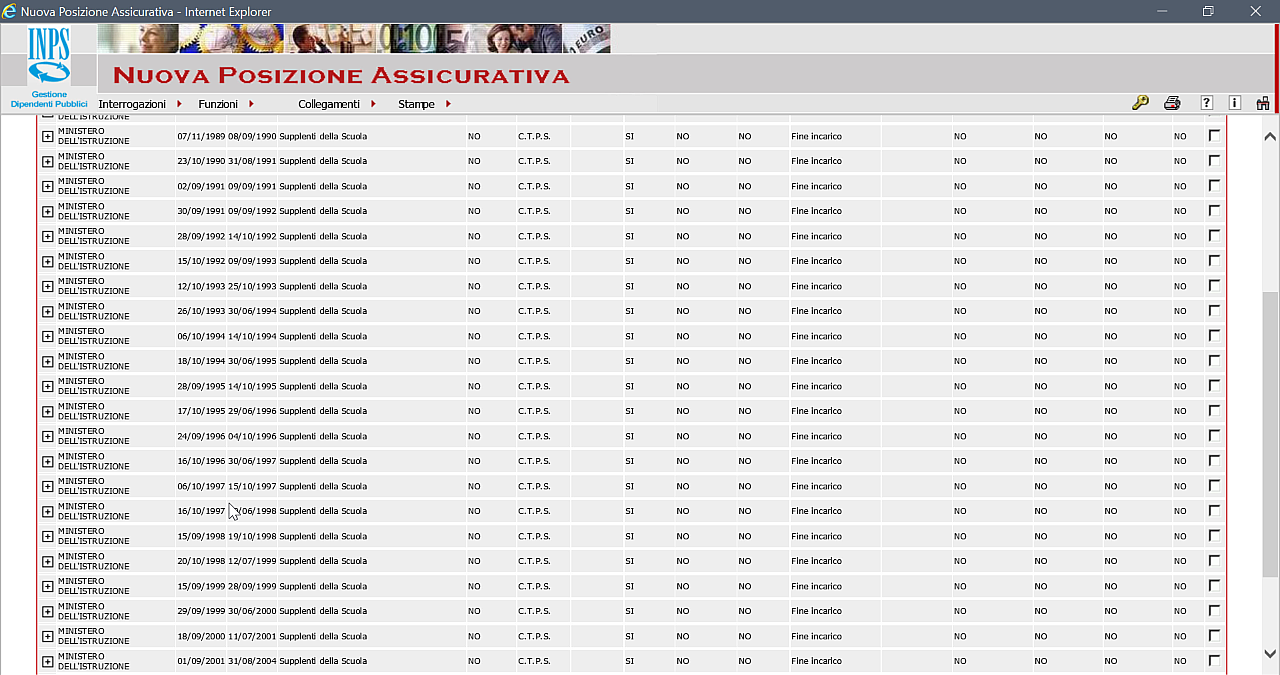 Nuova Posizione Assicurativa - Internet Explorer
INPS
Gestione
Dipendenti Pubblici
NUOVA POSIZIONE ASSICURATIVA
Interrogazioni Funzioni Collegamenti Stampe
DELL'ISTRUZIONE
MINISTERO
DELL'ISTRUZIONE 07/11/1989 08/09/1990 Supplenti della Scuola NO C.T.P.S. SI NO NO Fine incarico NO NO NO NO
MINISTERO
DELL'ISTRUZIONE 23/10/1990 31/08/1991 Supplenti della Scuola NO C.T.P.S. SI NO NO Fine incarico NO NO NO NO
MINISTERO
DELL'ISTRUZIONE 02/09/1991 09/09/1991 Supplenti della Scuola NO C.T.P.S. SI NO NO Fine incarico NO NO NO NO
MINISTERO
DELL'ISTRUZIONE 30/09/1991 09/09/1992 Supplenti della Scuola NO C.T.P.S. SI NO NO Fine incarico NO NO NO NO
MINISTERO
DELL'ISTRUZIONE 28/09/1992 14/10/1992 Supplenti della Scuola NO C.T.P.S. SI NO NO Fine incarico NO NO NO NO
MINISTERO
DELL'ISTRUZIONE 15/10/1992 09/09/1993 Supplenti della Scuola NO C.T.P.S. SI NO NO Fine incarico NO NO NO NO
MINISTERO
DELL'ISTRUZIONE 12/10/1993 25/10/1993 Supplenti della Scuola NO C.T.P.S. SI NO NO Fine incarico NO NO NO NO
MINISTERO
DELL'ISTRUZIONE 26/10/1993 30/06/1994 Supplenti della Scuola NO C.T.P.S. SI NO NO Fine incarico NO NO NO NO
MINISTERO
DELL'ISTRUZIONE 06/10/1994 14/10/1994 Supplenti della Scuola NO C.T.P.S. SI NO NO Fine incarico NO NO NO NO
MINISTERO
DELL'ISTRUZIONE 18/10/1994 30/06/1995 Supplenti della Scuola NO C.T.P.S. SI NO NO Fine incarico NO NO NO NO
MINISTERO
DELL'ISTRUZIONE 28/09/1995 14/10/1995 Supplenti della Scuola NO C.T.P.S. SI NO NO Fine incarico NO NO NO NO
MINISTERO
DELL'ISTRUZIONE 17/10/1995 29/06/1996 Supplenti della Scuola NO C.T.P.S. SI NO NO Fine incarico NO NO NO NO
MINISTERO
DELL'ISTRUZIONE 24/09/1996 04/10/1996 Supplenti della Scuola NO C.T.P.S. SI NO NO Fine incarico NO NO NO NO
MINISTERO
DELL'ISTRUZIONE 16/10/1996 30/06/1997 Supplenti della Scuola NO C.T.P.S. SI NO NO Fine incarico NO NO NO NO
MINISTERO
DELL'ISTRUZIONE 06/10/1997 15/10/1997 Supplenti della Scuola NO C.T.P.S. SI NO NO Fine incarico NO NO NO NO
MINISTERO
DELL'ISTRUZIONE 16/10/1997 /06/1998 Supplenti della Scuola NO C.T.P.S. SI NO NO Fine incarico NO NO NO NO
MINISTERO
DELL'ISTRUZIONE 15/09/1998 19/10/1998 Supplenti della Scuola NO C.T.P.S. SI NO NO Fine incarico NO NO NO NO
MINISTERO
DELL'ISTRUZIONE 20/10/1998 12/07/1999 Supplenti della Scuola NO C.T.P.S. SI NO NO Fine incarico NO NO NO NO
MINISTERO
DELL'ISTRUZIONE 15/09/1999 28/09/1999 Supplenti della Scuola NO C.T.P.S. SI NO NO Fine incarico NO NO NO NO
MINISTERO
DELL'ISTRUZIONE 29/09/1999 30/06/2000 Supplenti della Scuola NO C.T.P.S. SI NO NO Fine incarico NO NO NO NO
MINISTERO
DELL'ISTRUZIONE 18/09/2000 11/07/2001 Supplenti della Scuola NO C.T.P.S. SI NO NO Fine incarico NO NO NO NO
MINISTERO
DELL'ISTRUZIONE 01/09/2001 31/08/2004 Supplenti della Scuola NO C.T.P.S. SI NO NO Fine incarico NO NO NO NO